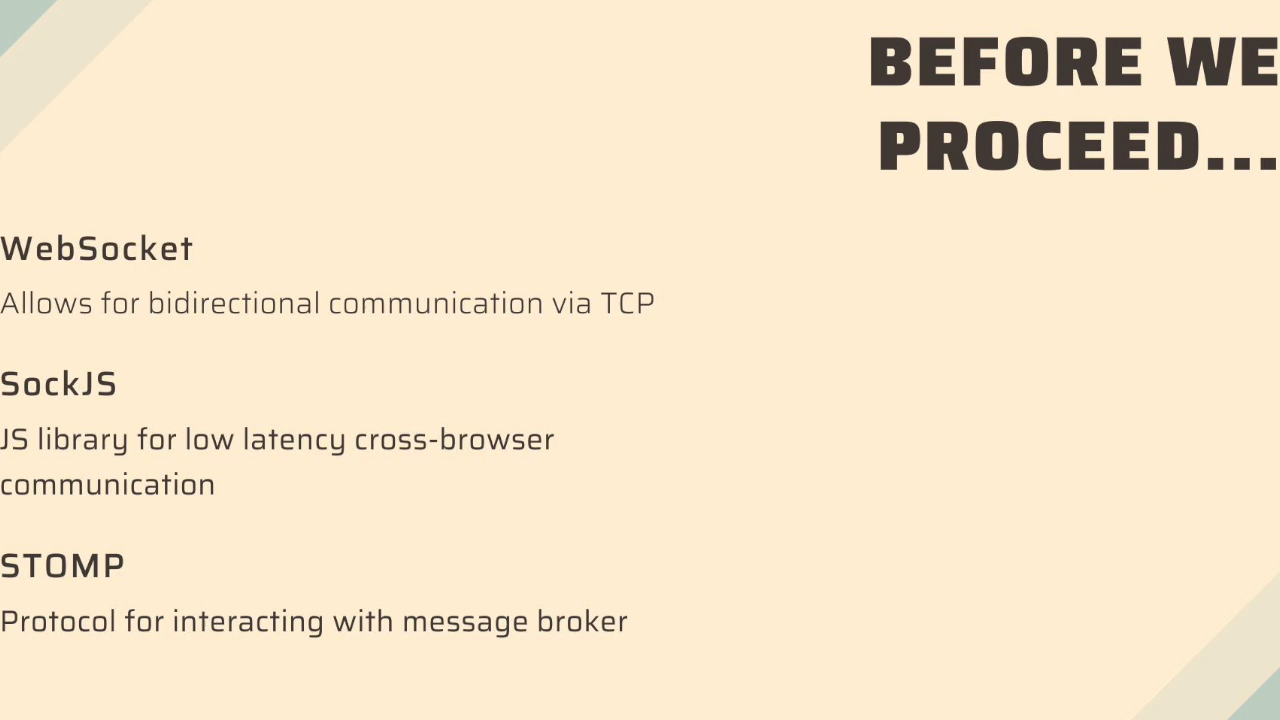 BEFORE WE
PROCEED...
WebSocket
Allows for bidirectional communication via TCP
SockJS
JS library for low latency cross-browser
communication
STOMP
Protocol for interacting with message broker